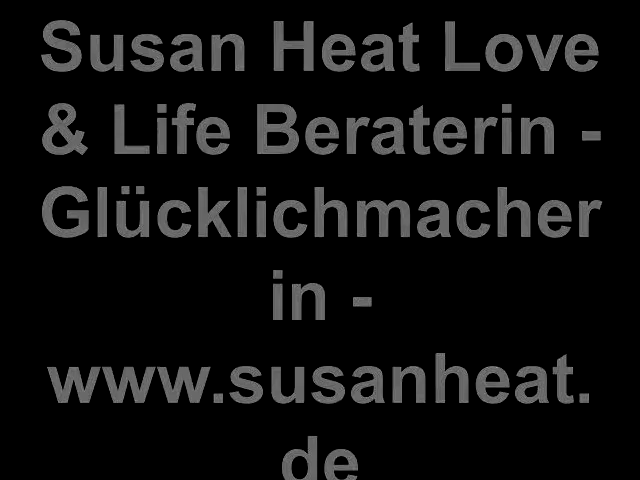 Susan Heat Love
& Life Beraterin -
Glücklichmacher
in -
www.susanheat.
de